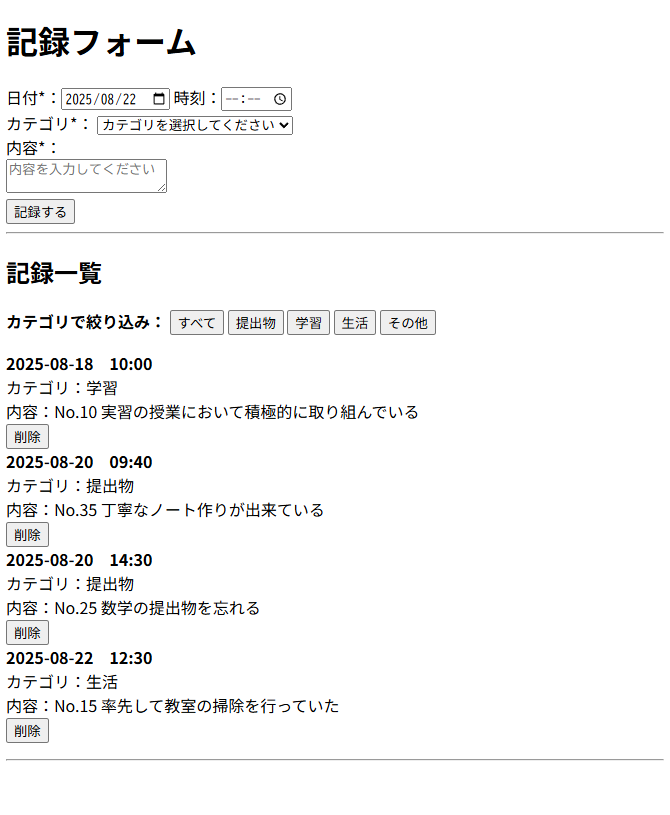 記録フォーム
日付*：2025/08/22 時刻：--:--
カテゴリ*： カテゴリを選択してください
内容*：
内容を入力してください
記録する
記録一覧
カテゴリで絞り込み： すべて 提出物 学習 生活 その他
2025-08-18　10:00
カテゴリ：学習
内容：No.10 実習の授業において積極的に取り組んでいる
削除
2025-08-20　09:40
カテゴリ：提出物
内容：No.35 丁寧なノート作りが出来ている
削除
2025-08-20　14:30
カテゴリ：提出物
内容：No.25 数学の提出物を忘れる
削除
2025-08-22　12:30
カテゴリ：生活
内容：No.15 率先して教室の掃除を行っていた
削除